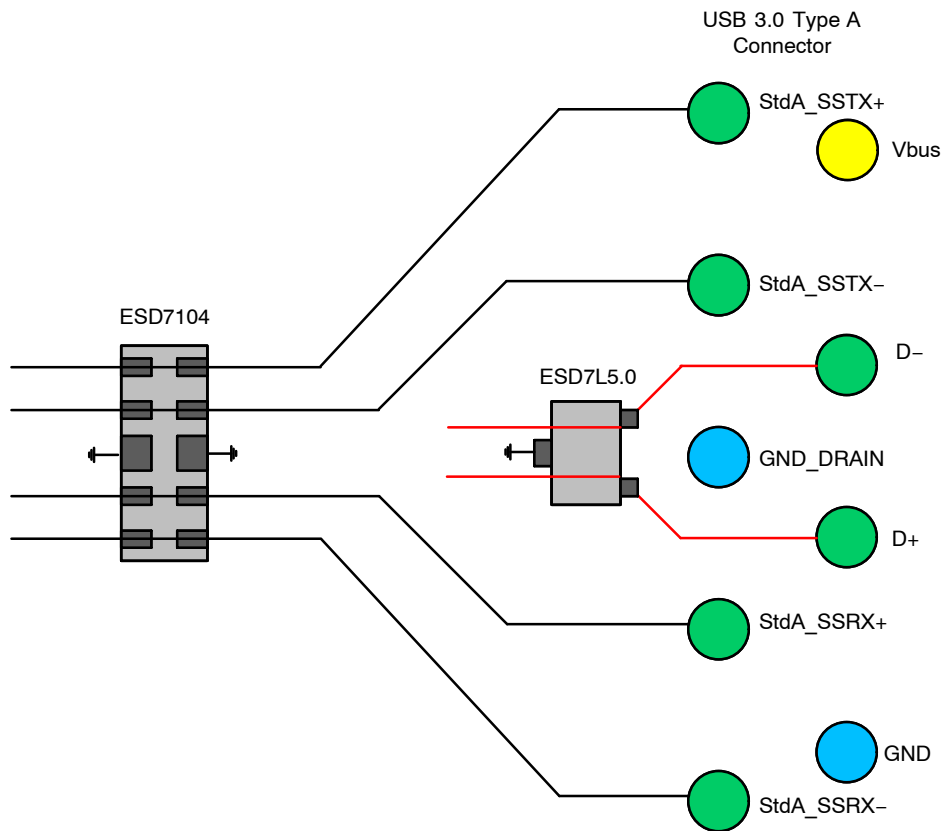 USB 3.0 Type A
Connector
StdA_SSTX+
Vbus
StdA_SSTX−
ESD7104
D−
ESD7L5.0
GND_DRAIN
D+
StdA_SSRX+
GND
StdA_SSRX−